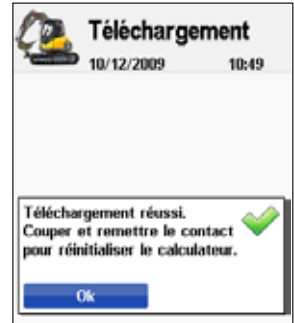 Téléchargement
10/12/2009 10:49
Téléchargement réussi.
Couper et remettre le contact
pour réinitialiser le calculateur.
Ok